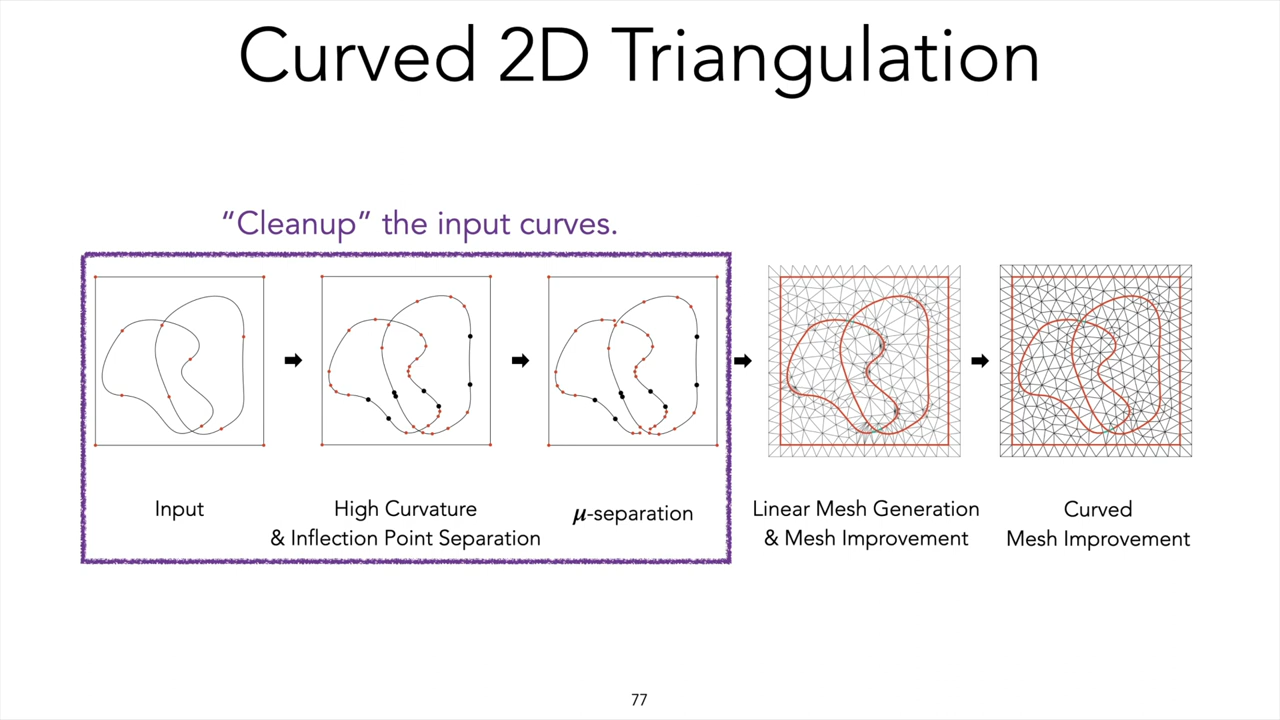 Curved 2D Triangulation
“Cleanup” the input curves.
Input
High Curvature
& Inflection Point Separation
μ-separation
Linear Mesh Generation
& Mesh Improvement
Curved
Mesh Improvement
77